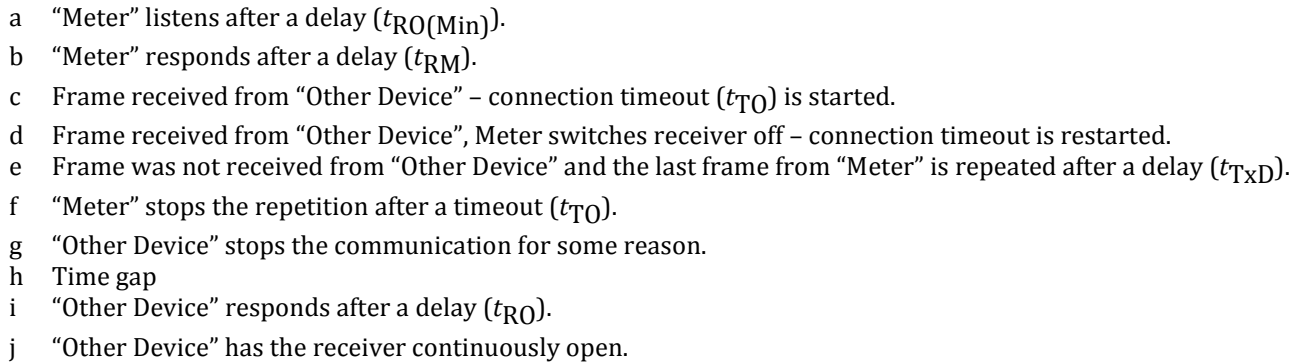 a “Meter” listens after a delay (tRO(Min)).
b “Meter” responds after a delay (tRM).
c Frame received from “Other Device” – connection timeout (tTO) is started.
d Frame received from “Other Device”, Meter switches receiver off – connection timeout is restarted.
e Frame was not received from “Other Device” and the last frame from “Meter” is repeated after a delay (tTxD).
f “Meter” stops the repetition after a timeout (tTO).
g “Other Device” stops the communication for some reason.
h Time gap
i “Other Device” responds after a delay (tRO).
j “Other Device” has the receiver continuously open.